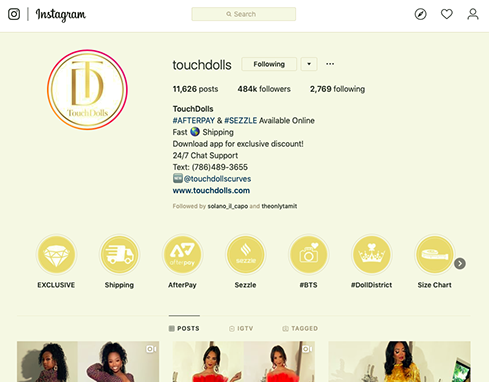 Instagram
Search
touchdolls
Following
11,626 posts 484k followers 2,769 following
TouchDolls
#AFTERPAY & #SEZZLE Available Online
Fast 🌎 Shipping
Download app for exclusive discount!
24/7 Chat Support
Text: (786)489-3655
🆕@touchdollscurves
www.touchdolls.com
Followed by solano_il_capo and theonlytamit
TD
TouchDolls
afterpay
sezzle
EXCLUSIVE Shipping AfterPay Sezzle #BTS #DollDistrict Size Chart
POSTS IGTV TAGGED